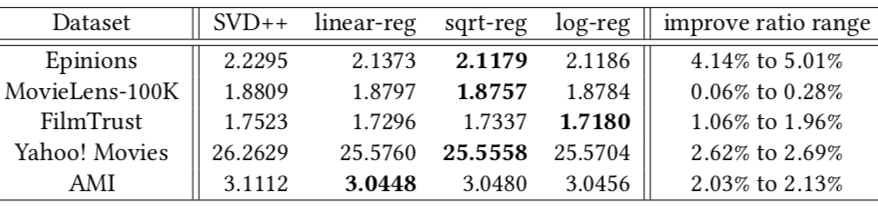 Dataset SVD++ linear-reg sqrt-reg log-reg improve ratio range
Epinions 2.2295 2.1373 2.1179 2.1186 4.14% to 5.01%
MovieLens-100K 1.8809 1.8797 1.8757 1.8784 0.06% to 0.28%
FilmTrust 1.7523 1.7296 1.7337 1.7180 1.06% to 1.96%
Yahoo! Movies 26.2629 25.5760 25.5558 25.5704 2.62% to 2.69%
AMI 3.1112 3.0448 3.0480 3.0456 2.03% to 2.13%